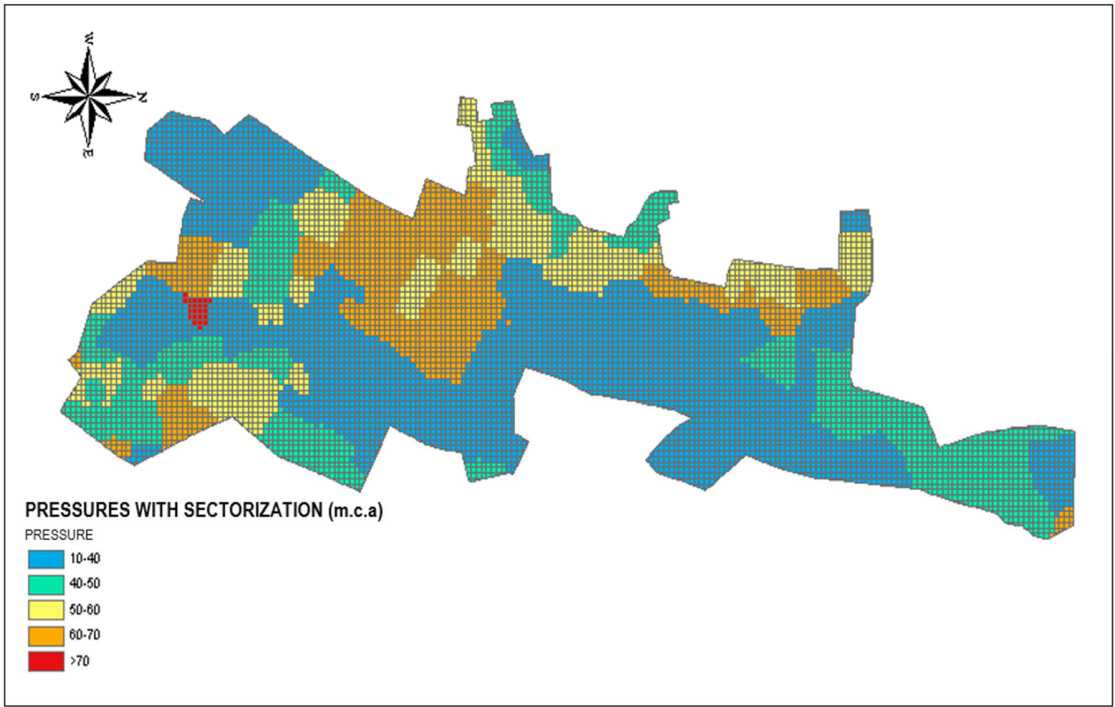 W
S N
E
PRESSURES WITH SECTORIZATION (m.c.a)
PRESSURE
10-40
40-50
50-60
60-70
>70